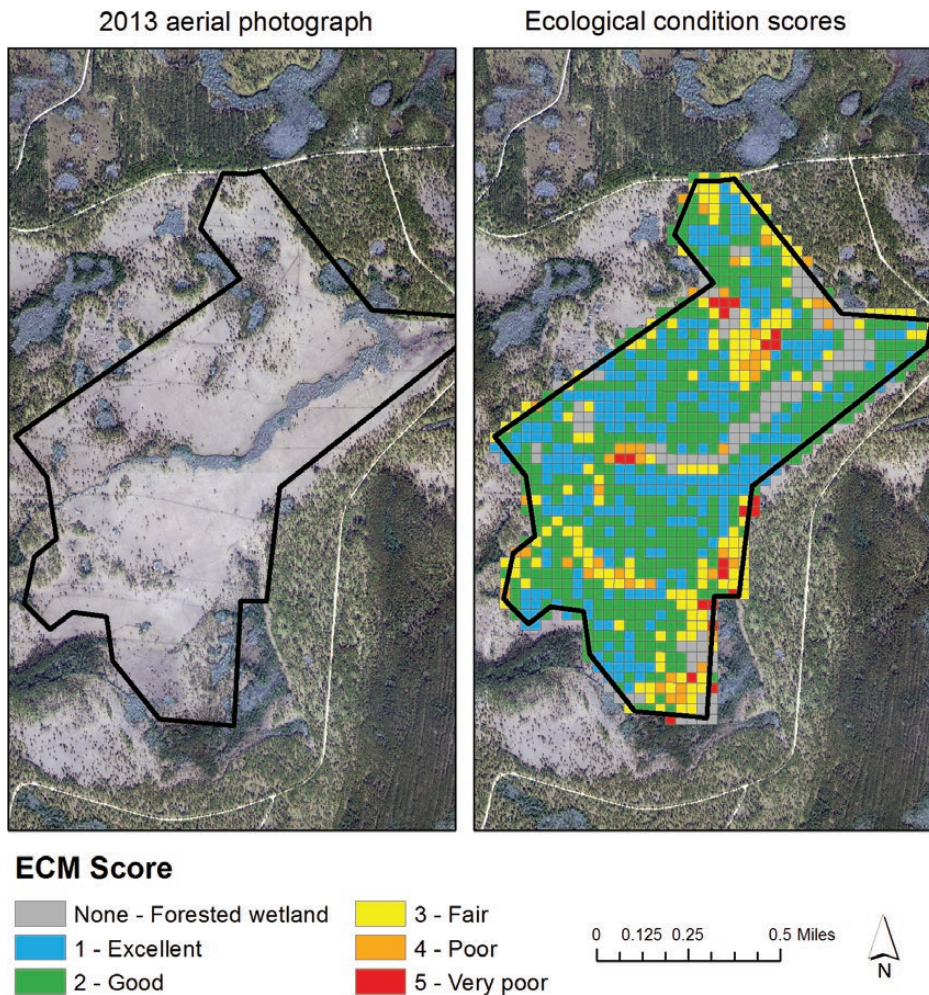 2013 aerial photograph
Ecological condition scores
ECM Score
None - Forested wetland
1 - Excellent
2 - Good
3 - Fair
4 - Poor
5 - Very poor
0 0.125 0.25 0.5 Miles
N